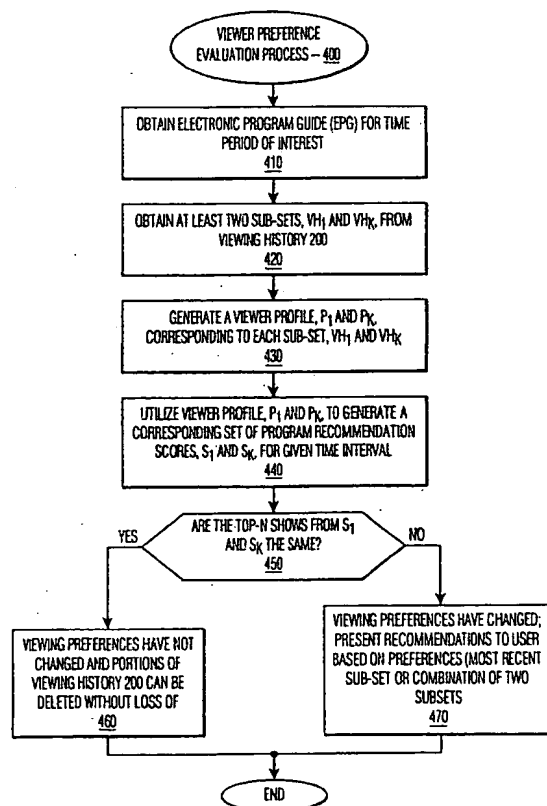 VIEWER PREFERENCE
EVALUATION PROCESS – 400
OBTAIN ELECTRONIC PROGRAM GUIDE (EPG) FOR TIME
PERIOD OF INTEREST
410
OBTAIN AT LEAST TWO SUB-SETS, VH₁ AND VHₖ, FROM
VIEWING HISTORY 200
420
GENERATE A VIEWER PROFILE, P₁ AND Pₖ,
CORRESPONDING TO EACH SUB-SET, VH₁ AND VHₖ
430
UTILIZE VIEWER PROFILE, P₁ AND Pₖ, TO GENERATE A
CORRESPONDING SET OF PROGRAM RECOMMENDATION
SCORES, S₁ AND Sₖ, FOR GIVEN TIME INTERVAL
440
YES
ARE THE TOP-N SHOWS FROM S₁
AND Sₖ THE SAME?
450
NO
VIEWING PREFERENCES HAVE NOT
CHANGED AND PORTIONS OF
VIEWING HISTORY 200 CAN BE
DELETED WITHOUT LOSS OF
460
VIEWING PREFERENCES HAVE CHANGED;
PRESENT RECOMMENDATIONS TO USER
BASED ON PREFERENCES (MOST RECENT
SUB-SET OR COMBINATION OF TWO
SUBSETS
470
END